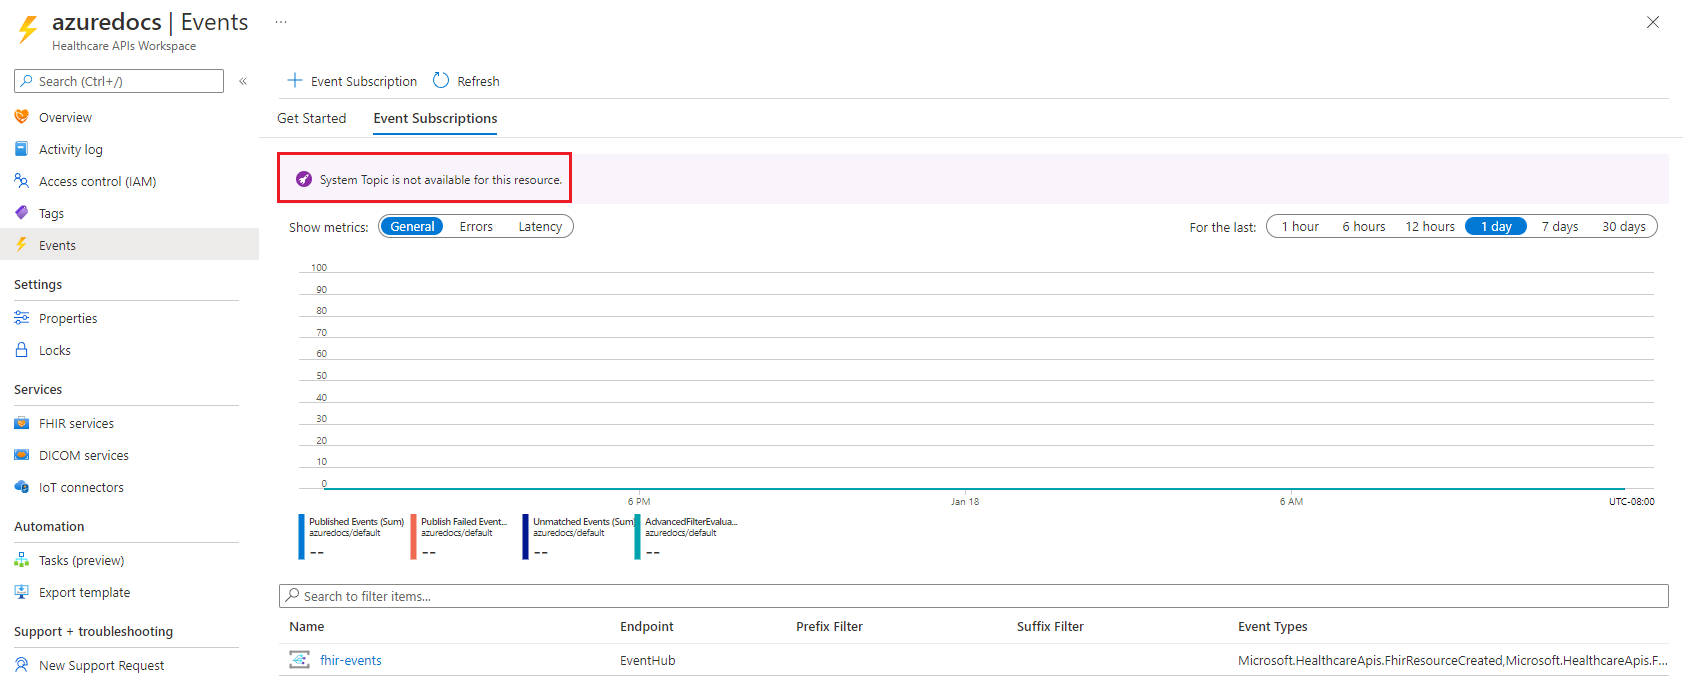 azuredocs | Events ...
Healthcare APIs Workspace
Search (Ctrl+/)
«
Overview
Activity log
Access control (IAM)
Tags
Events
Settings
Properties
Locks
Services
FHIR services
DICOM services
IoT connectors
Automation
Tasks (preview)
Export template
Support + troubleshooting
New Support Request
Event Subscription Refresh
Get Started Event Subscriptions
System Topic is not available for this resource.
Show metrics: General Errors Latency
For the last: 1 hour 6 hours 12 hours 1 day 7 days 30 days
100
90
80
70
60
50
40
30
20
10
0
6 PM Jan 18 6 AM UTC-08:00
Published Events (Sum)
azuredocs/default
--
Publish Failed Event...
azuredocs/default
--
Unmatched Events (Sum)
azuredocs/default
--
AdvancedFilterEvalua...
azuredocs/default
--
Search to filter items...
Name Endpoint Prefix Filter Suffix Filter Event Types
fhir-events EventHub Microsoft.HealthcareApis.FhirResourceCreated,Microsoft.HealthcareApis.F...